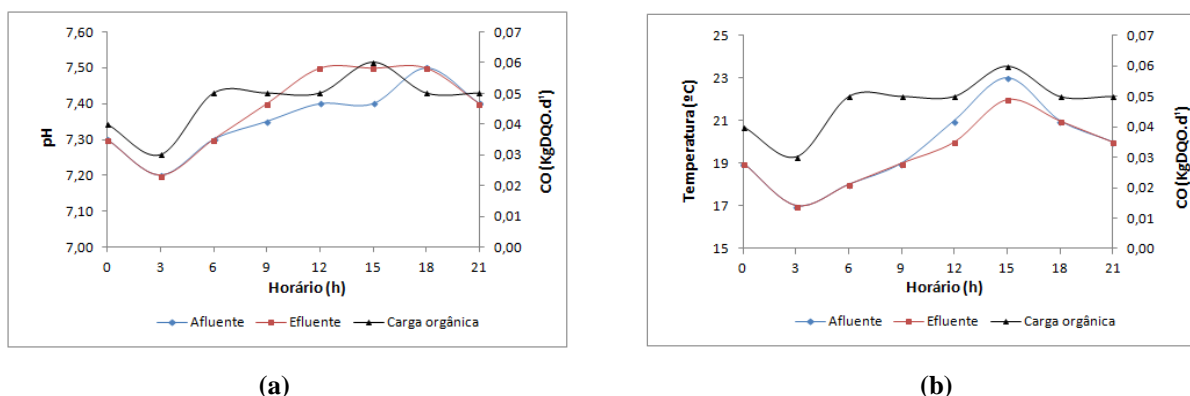 7,60
7,50
7,40
7,30
7,20
7,10
7,00
pH
0,07
0,06
0,05
0,04
0,03
0,02
0,01
0,00
CO (KgDQO.d¹)
0 3 6 9 12 15 18 21
Horário (h)
Afluente Efluente Carga orgânica
(a)
25
23
21
19
17
15
Temperatura (ºC)
0,07
0,06
0,05
0,04
0,03
0,02
0,01
0,00
CO (KgDQO.d¹)
0 3 6 9 12 15 18 21
Horário (h)
Afluente Efluente Carga orgânica
(b)